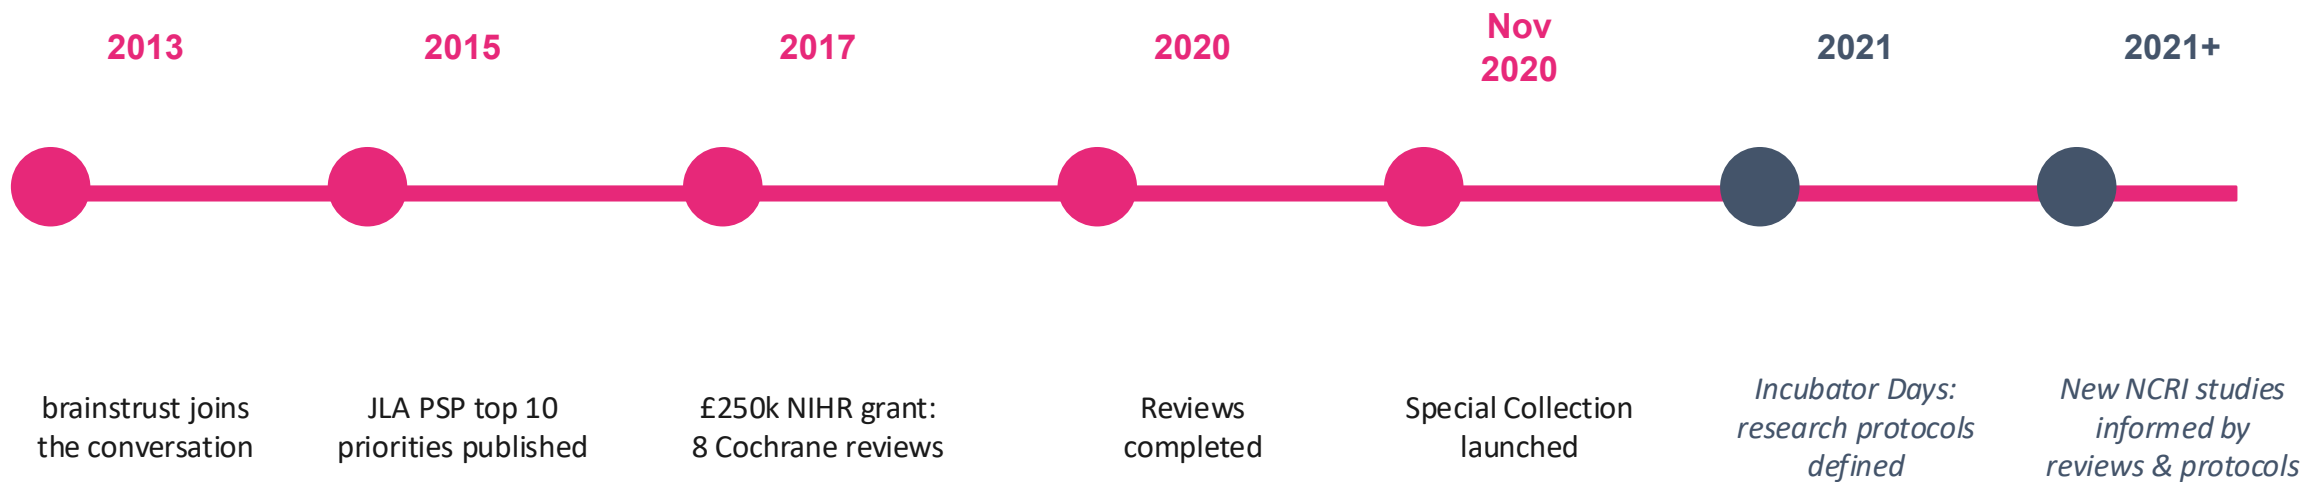 2013
2015
2017
2020
Nov
2020
2021
2021+
brainstrust joins
the conversation
JLA PSP top 10
priorities published
£250k NIHR grant:
8 Cochrane reviews
Reviews
completed
Special Collection
launched
Incubator Days:
research protocols
defined
New NCRI studies
informed by
reviews & protocols